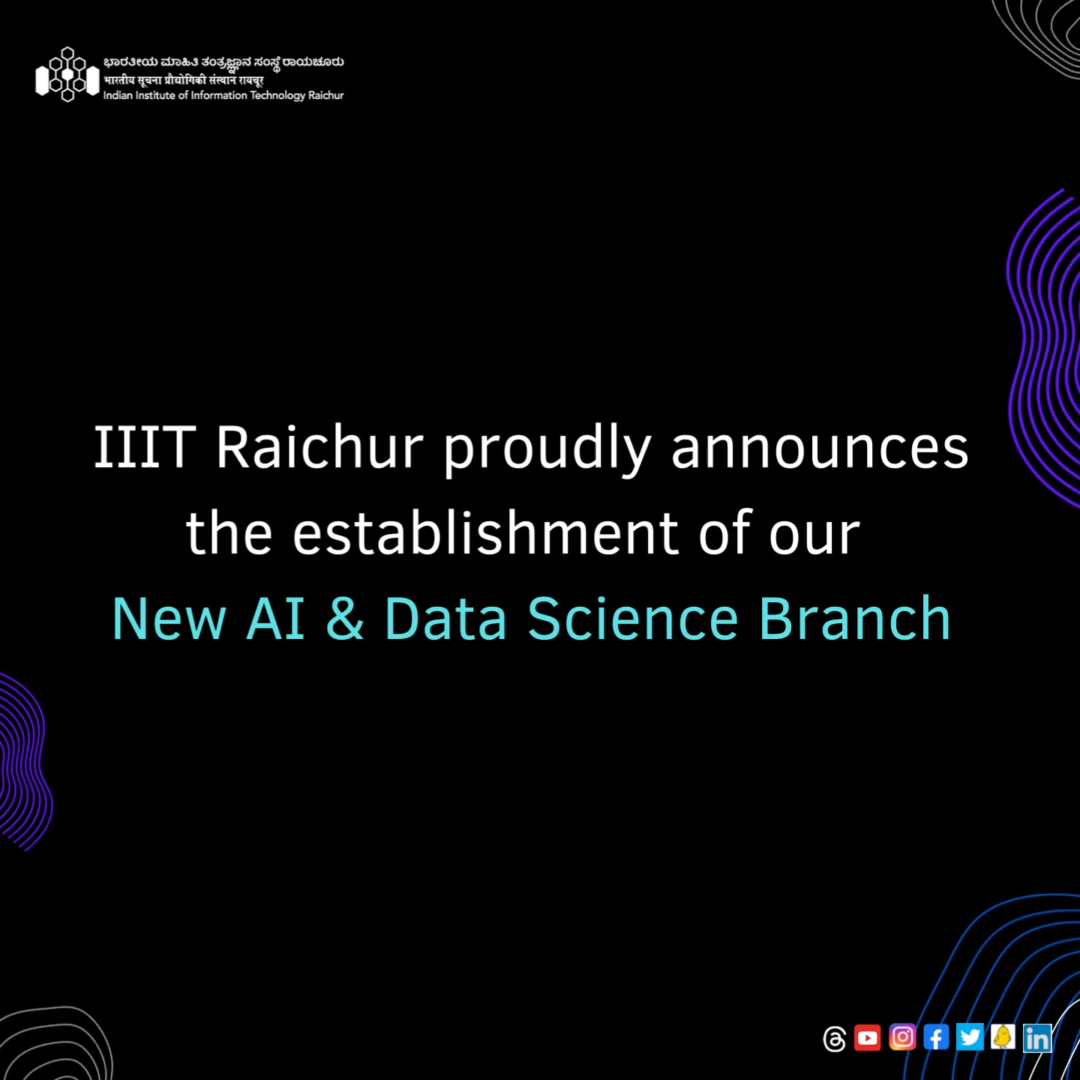 ಭಾರತೀಯ ಮಾಹಿತಿ ತಂತ್ರಜ್ಞಾನ ಸಂಸ್ಥೆ ರಾಯಚೂರು
भारतीय सूचना प्रौद्योगिकी संस्थान रायचूर
Indian Institute of Information Technology Raichur
IIIT Raichur proudly announces
the establishment of our
New AI & Data Science Branch